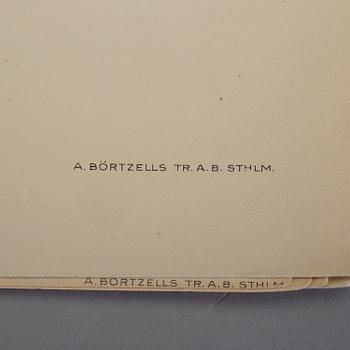 A. BÖRTZELLS TR. A. B. STHLM.
A. BÖRTZELLS TR. A. B. STHLM